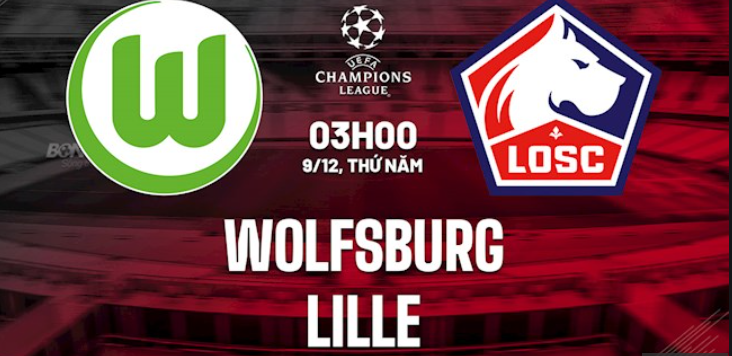 W
UEFA
CHAMPIONS
LEAGUE
03H00
9/12, THỨ NĂM
LOSC
WOLFSBURG
LILLE